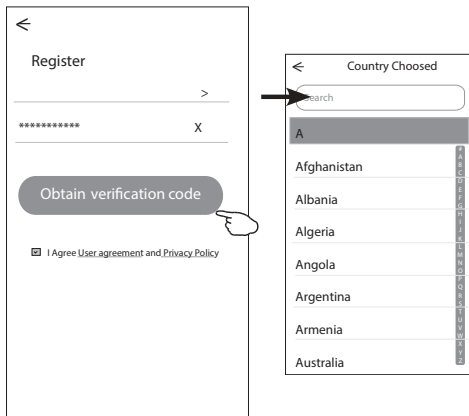 Register
>
*********** X
Obtain verification code
I Agree User agreement and Privacy Policy
Country Choosed
Search
A
Afghanistan
Albania
Algeria
Angola
Argentina
Armenia
Australia
#
A
B
C
D
E
F
G
H
I
J
K
L
M
N
O
P
Q
R
S
T
U
V
W
X
Y
Z